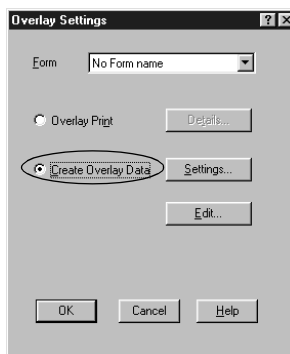 Overlay Settings
Form No Form name
Overlay Print Details...
Create Overlay Data Settings...
Edit...
OK Cancel Help